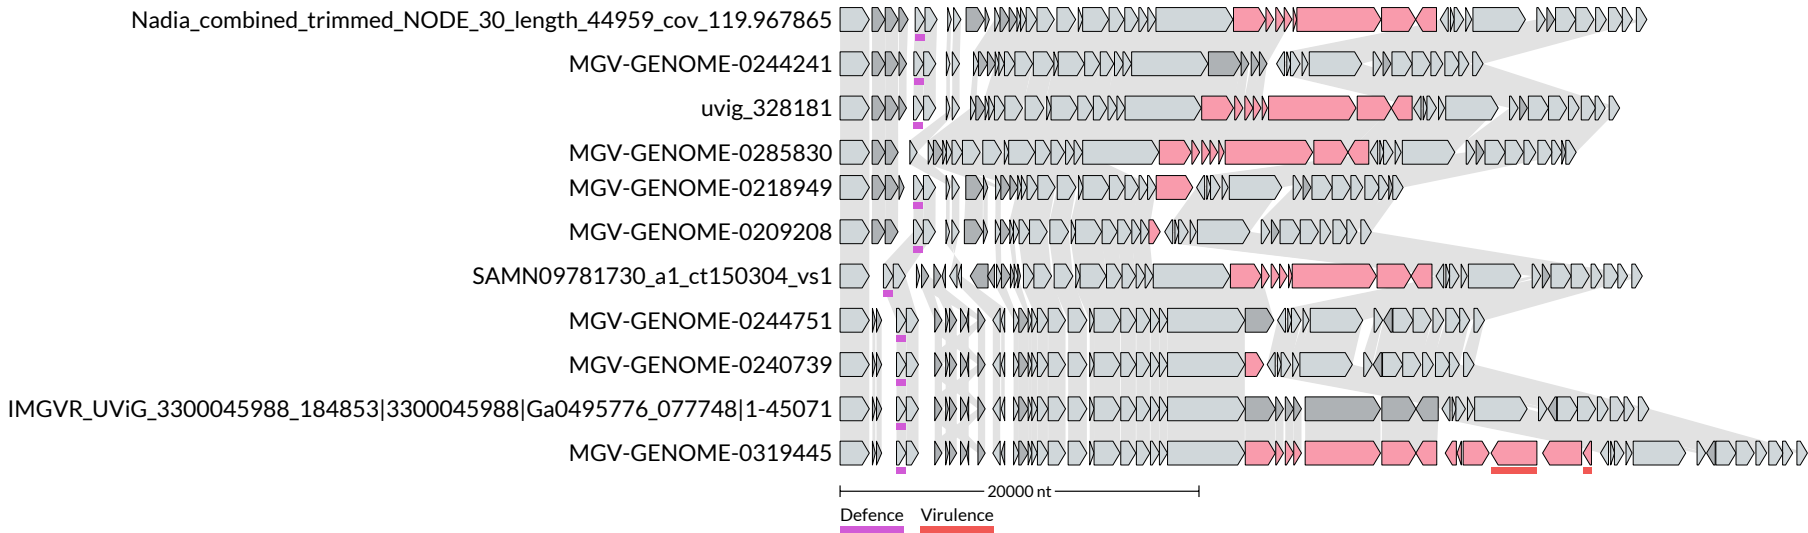 Nadia_combined_trimmed_NODE_30_length_44959_cov_119.967865
MGV-GENOME-0244241
uvig_328181
MGV-GENOME-0285830
MGV-GENOME-0218949
MGV-GENOME-0209208
SAMN09781730_a1_ct150304_vs1
MGV-GENOME-0244751
MGV-GENOME-0240739
IMGVR_UViG_3300045988_184853|3300045988|Ga0495776_077748|1-45071
MGV-GENOME-0319445
20000 nt
Defence Virulence